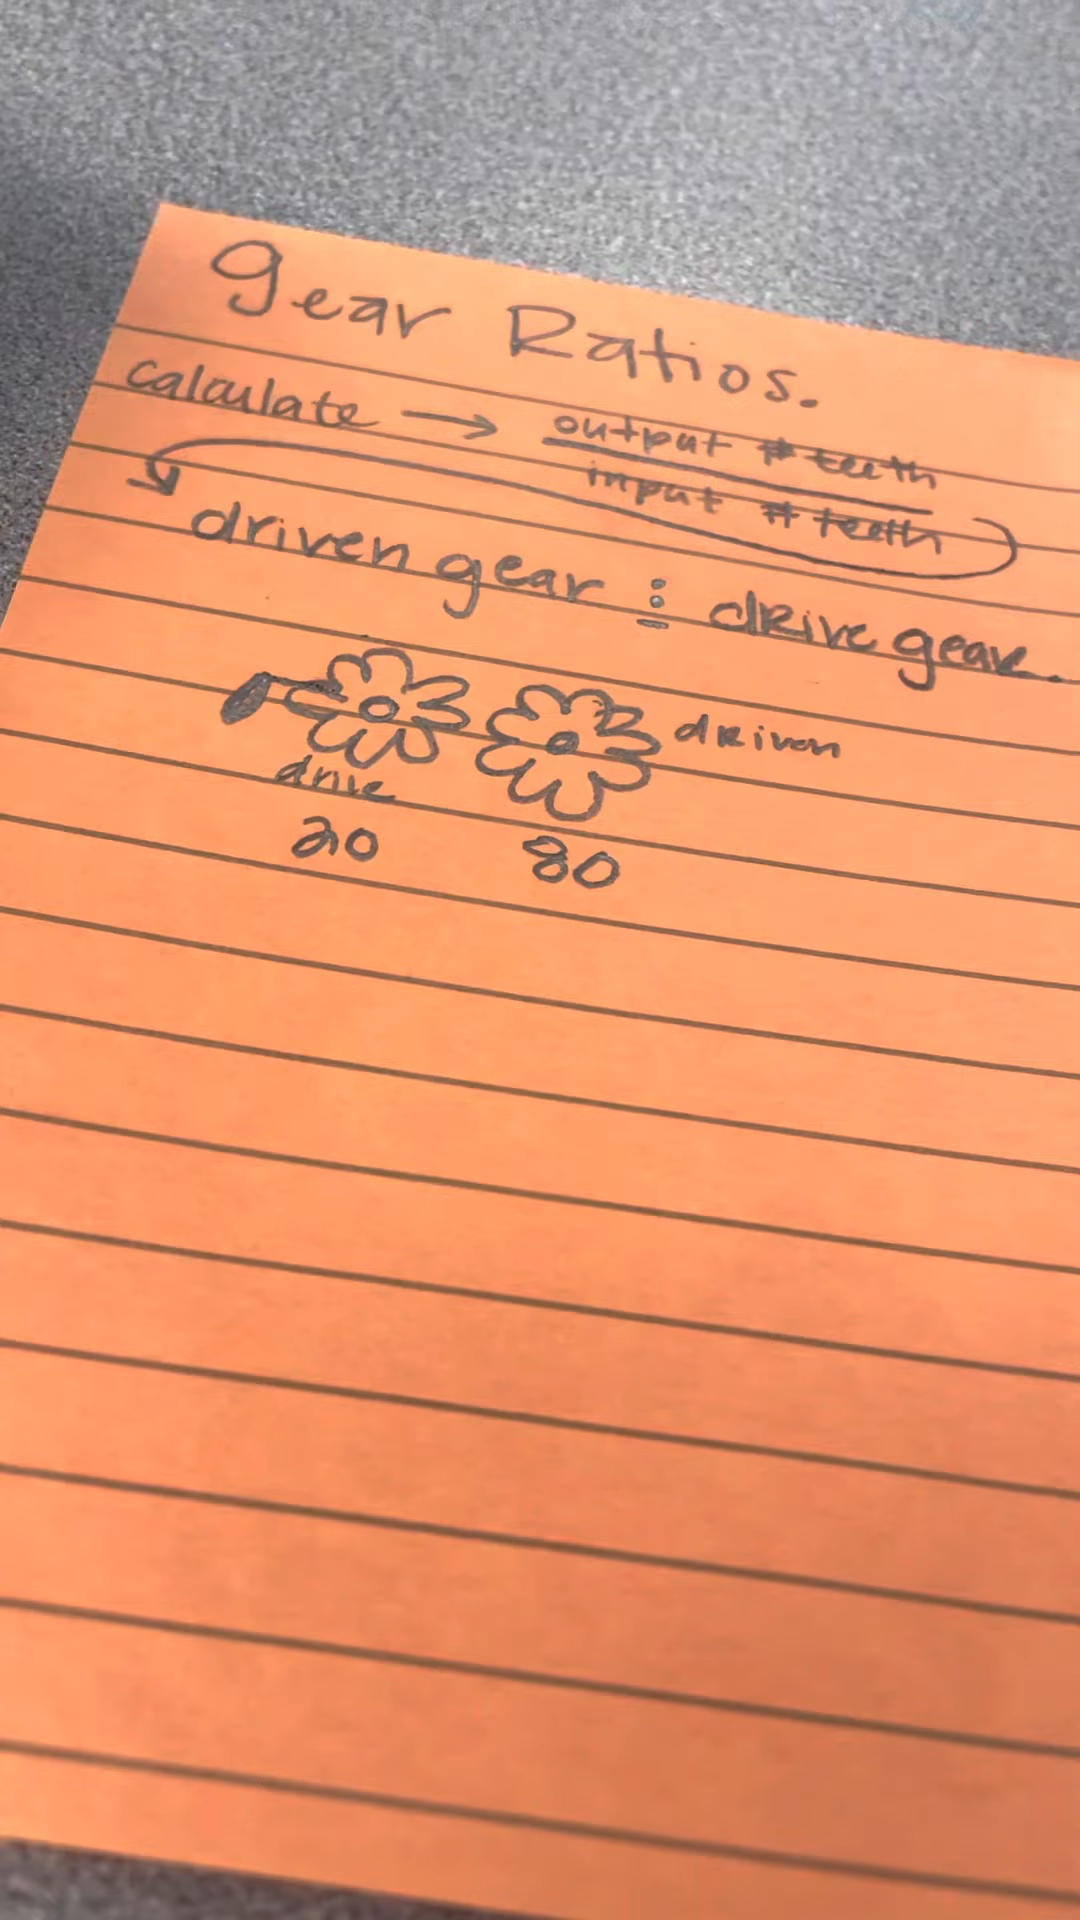 gear Ratios.
calculate → output # teeth
input # teeth
driven gear : drive gear.
driven
drive
20 80